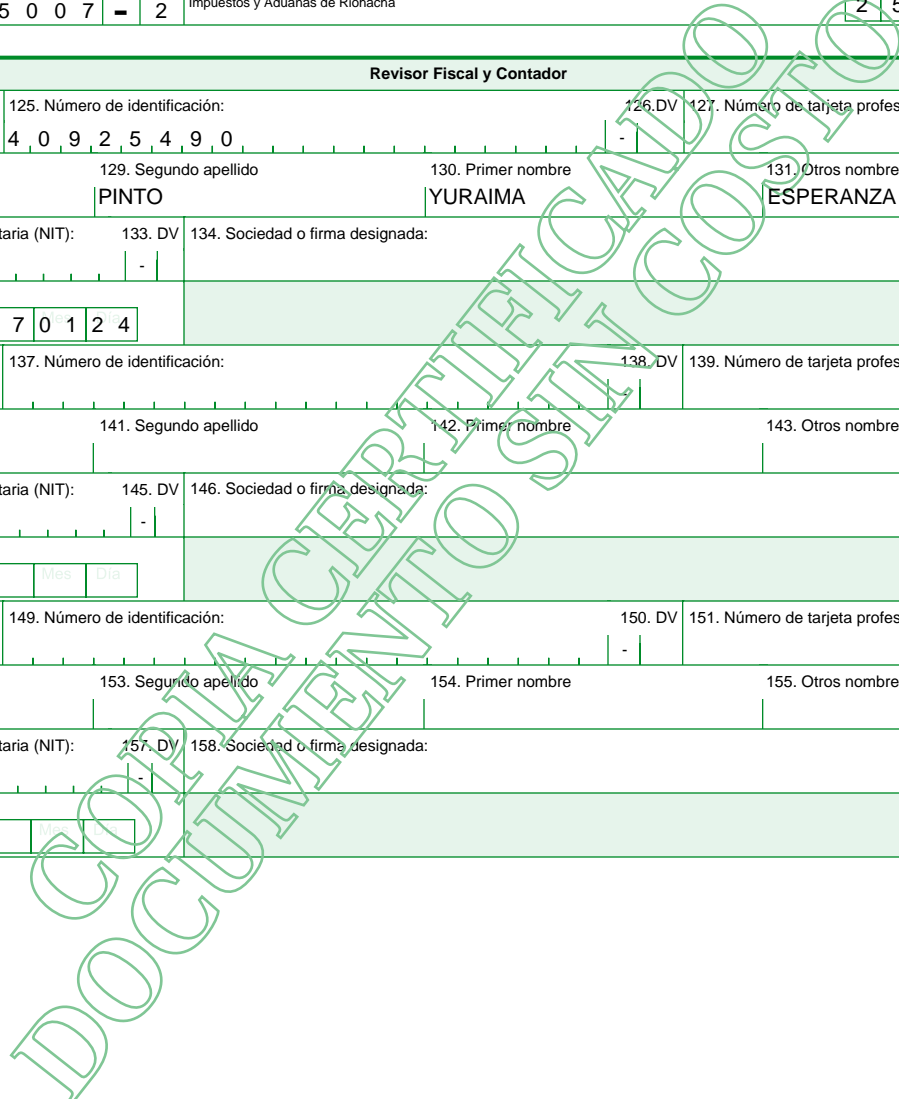 5 0 0 7 - 2 Impuestos y Aduanas de Riohacha 2 5
Revisor Fiscal y Contador
125. Número de identificación: 126.DV 127. Número de tarjeta profes
4 0 9 2 5 4 9 0 -
129. Segundo apellido 130. Primer nombre 131. Otros nombre
PINTO YURAIMA ESPERANZA
taria (NIT): 133. DV 134. Sociedad o firma designada:
-
7 0 1 2 4
137. Número de identificación: 138. DV 139. Número de tarjeta profes
-
141. Segundo apellido 142. Primer nombre 143. Otros nombre
taria (NIT): 145. DV 146. Sociedad o firma designada:
-
Mes Dia
149. Número de identificación: 150. DV 151. Número de tarjeta profes
-
153. Segundo apellido 154. Primer nombre 155. Otros nombre
taria (NIT): 157. DV 158. Sociedad o firma designada:
-
Mes Dia
COPIA CERTIFICADO
DOCUMENTO SIN COSTO